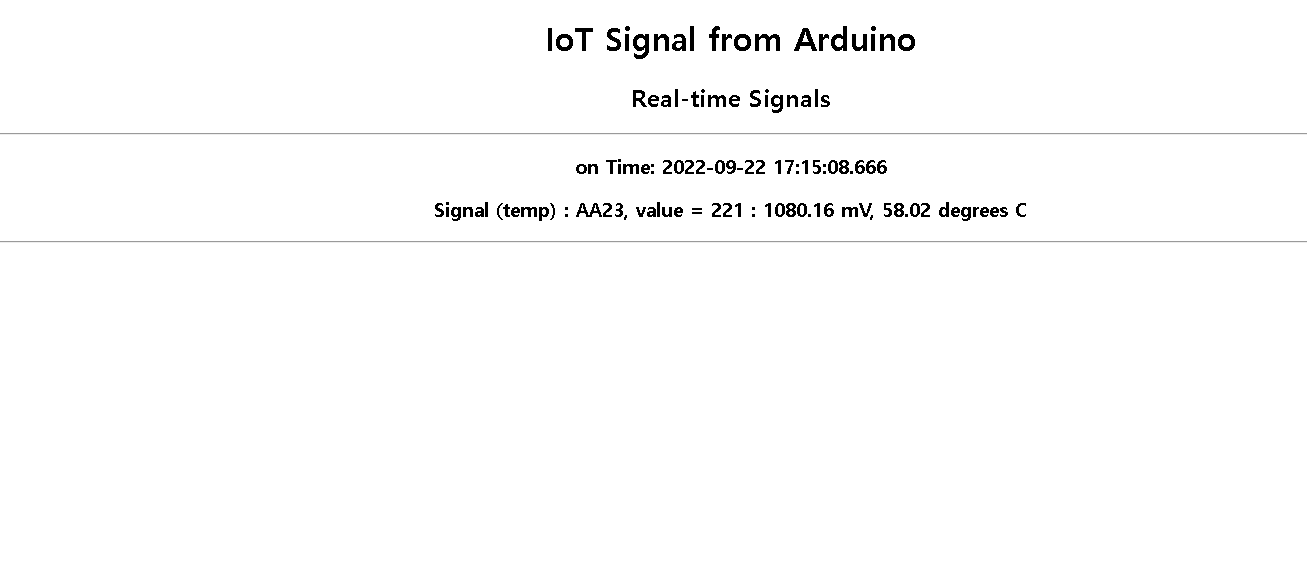 IoT Signal from Arduino
Real-time Signals
on Time: 2022-09-22 17:15:08.666
Signal (temp) : AA23, value = 221 : 1080.16 mV, 58.02 degrees C